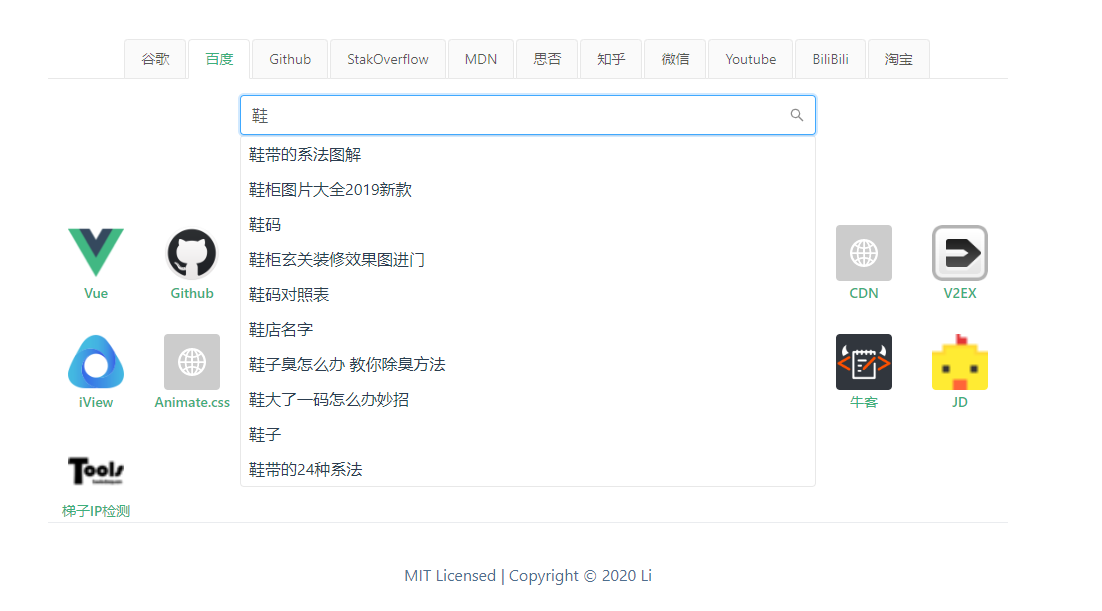 谷歌 百度 Github StakOverflow MDN 思否 知乎 微信 Youtube BiliBili 淘宝
鞋
鞋带的系法图解
鞋柜图片大全2019新款
鞋码
鞋柜玄关装修效果图进门
鞋码对照表
鞋店名字
鞋子臭怎么办 教你除臭方法
鞋大了一码怎么办妙招
鞋子
鞋带的24种系法
Vue Github CDN V2EX
iView Animate.css 牛客 JD
Tools
梯子IP检测
MIT Licensed | Copyright © 2020 Li